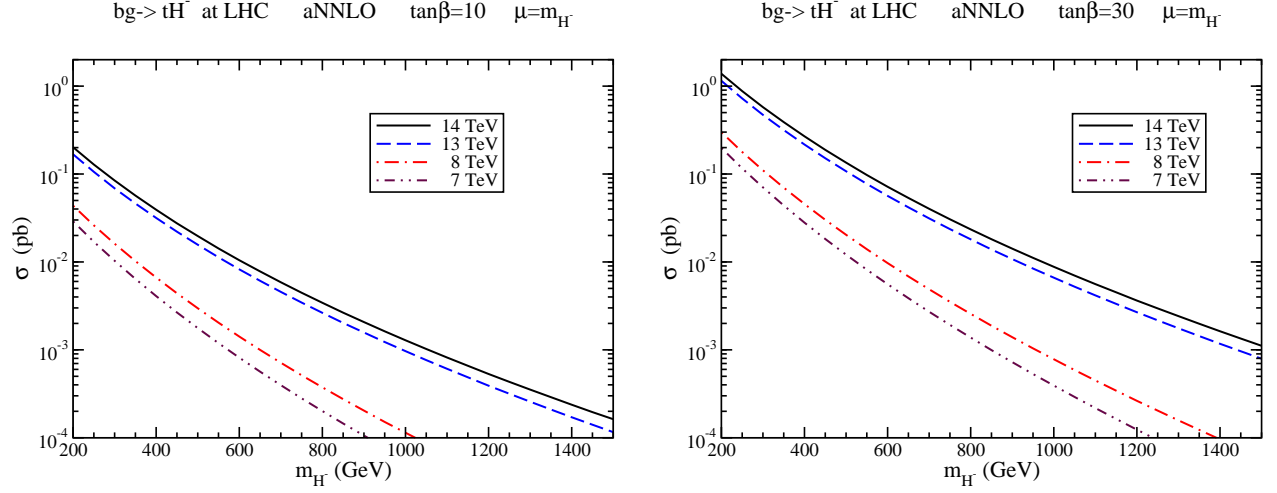 bg-> tH⁻ at LHC aNNLO tanβ=10 μ=m_H⁻
10⁰
10⁻¹
10⁻²
10⁻³
10⁻⁴
σ (pb)
14 TeV
13 TeV
8 TeV
7 TeV
200 400 600 800 1000 1200 1400
m_H⁻ (GeV)
bg-> tH⁻ at LHC aNNLO tanβ=30 μ=m_H⁻
10⁰
10⁻¹
10⁻²
10⁻³
10⁻⁴
σ (pb)
14 TeV
13 TeV
8 TeV
7 TeV
200 400 600 800 1000 1200 1400
m_H⁻ (GeV)